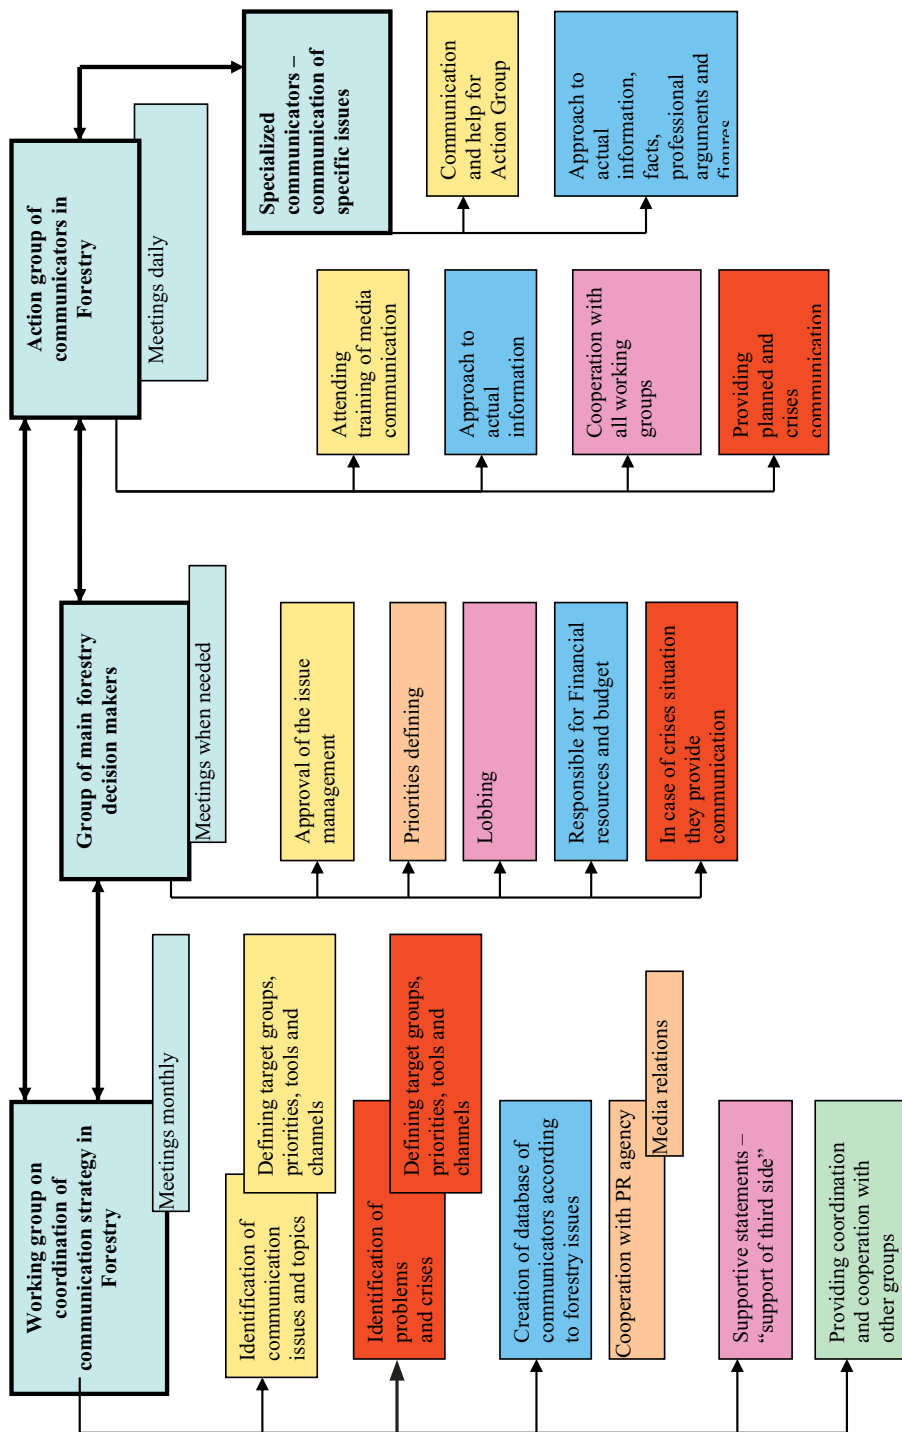 Working group on
coordination of
communication strategy in
Forestry
Meetings monthly
Identification of
communication
issues and topics
Defining target groups,
priorities, tools and
channels
Identification of
problems
and crises
Defining target groups,
priorities, tools and
channels
Creation of database of
communicators according
to forestry issues
Cooperation with PR agency
Media relations
Supportive statements –
“support of third side”
Providing coordination
and cooperation with
other groups
Group of main forestry
decision makers
Meetings when needed
Approval of the issue
management
Priorities defining
Lobbing
Responsible for Financial
resources and budget
In case of crises situation
they provide
communication
Action group of
communicators in
Forestry
Meetings daily
Attending
training of media
communication
Approach to
actual
information
Cooperation with
all working
groups
Providing
planned and
crises
communication
Specialized
communicators –
communication of
specific issues
Communication
and help for
Action Group
Approach to
actual
information,
facts,
professional
arguments and
figures